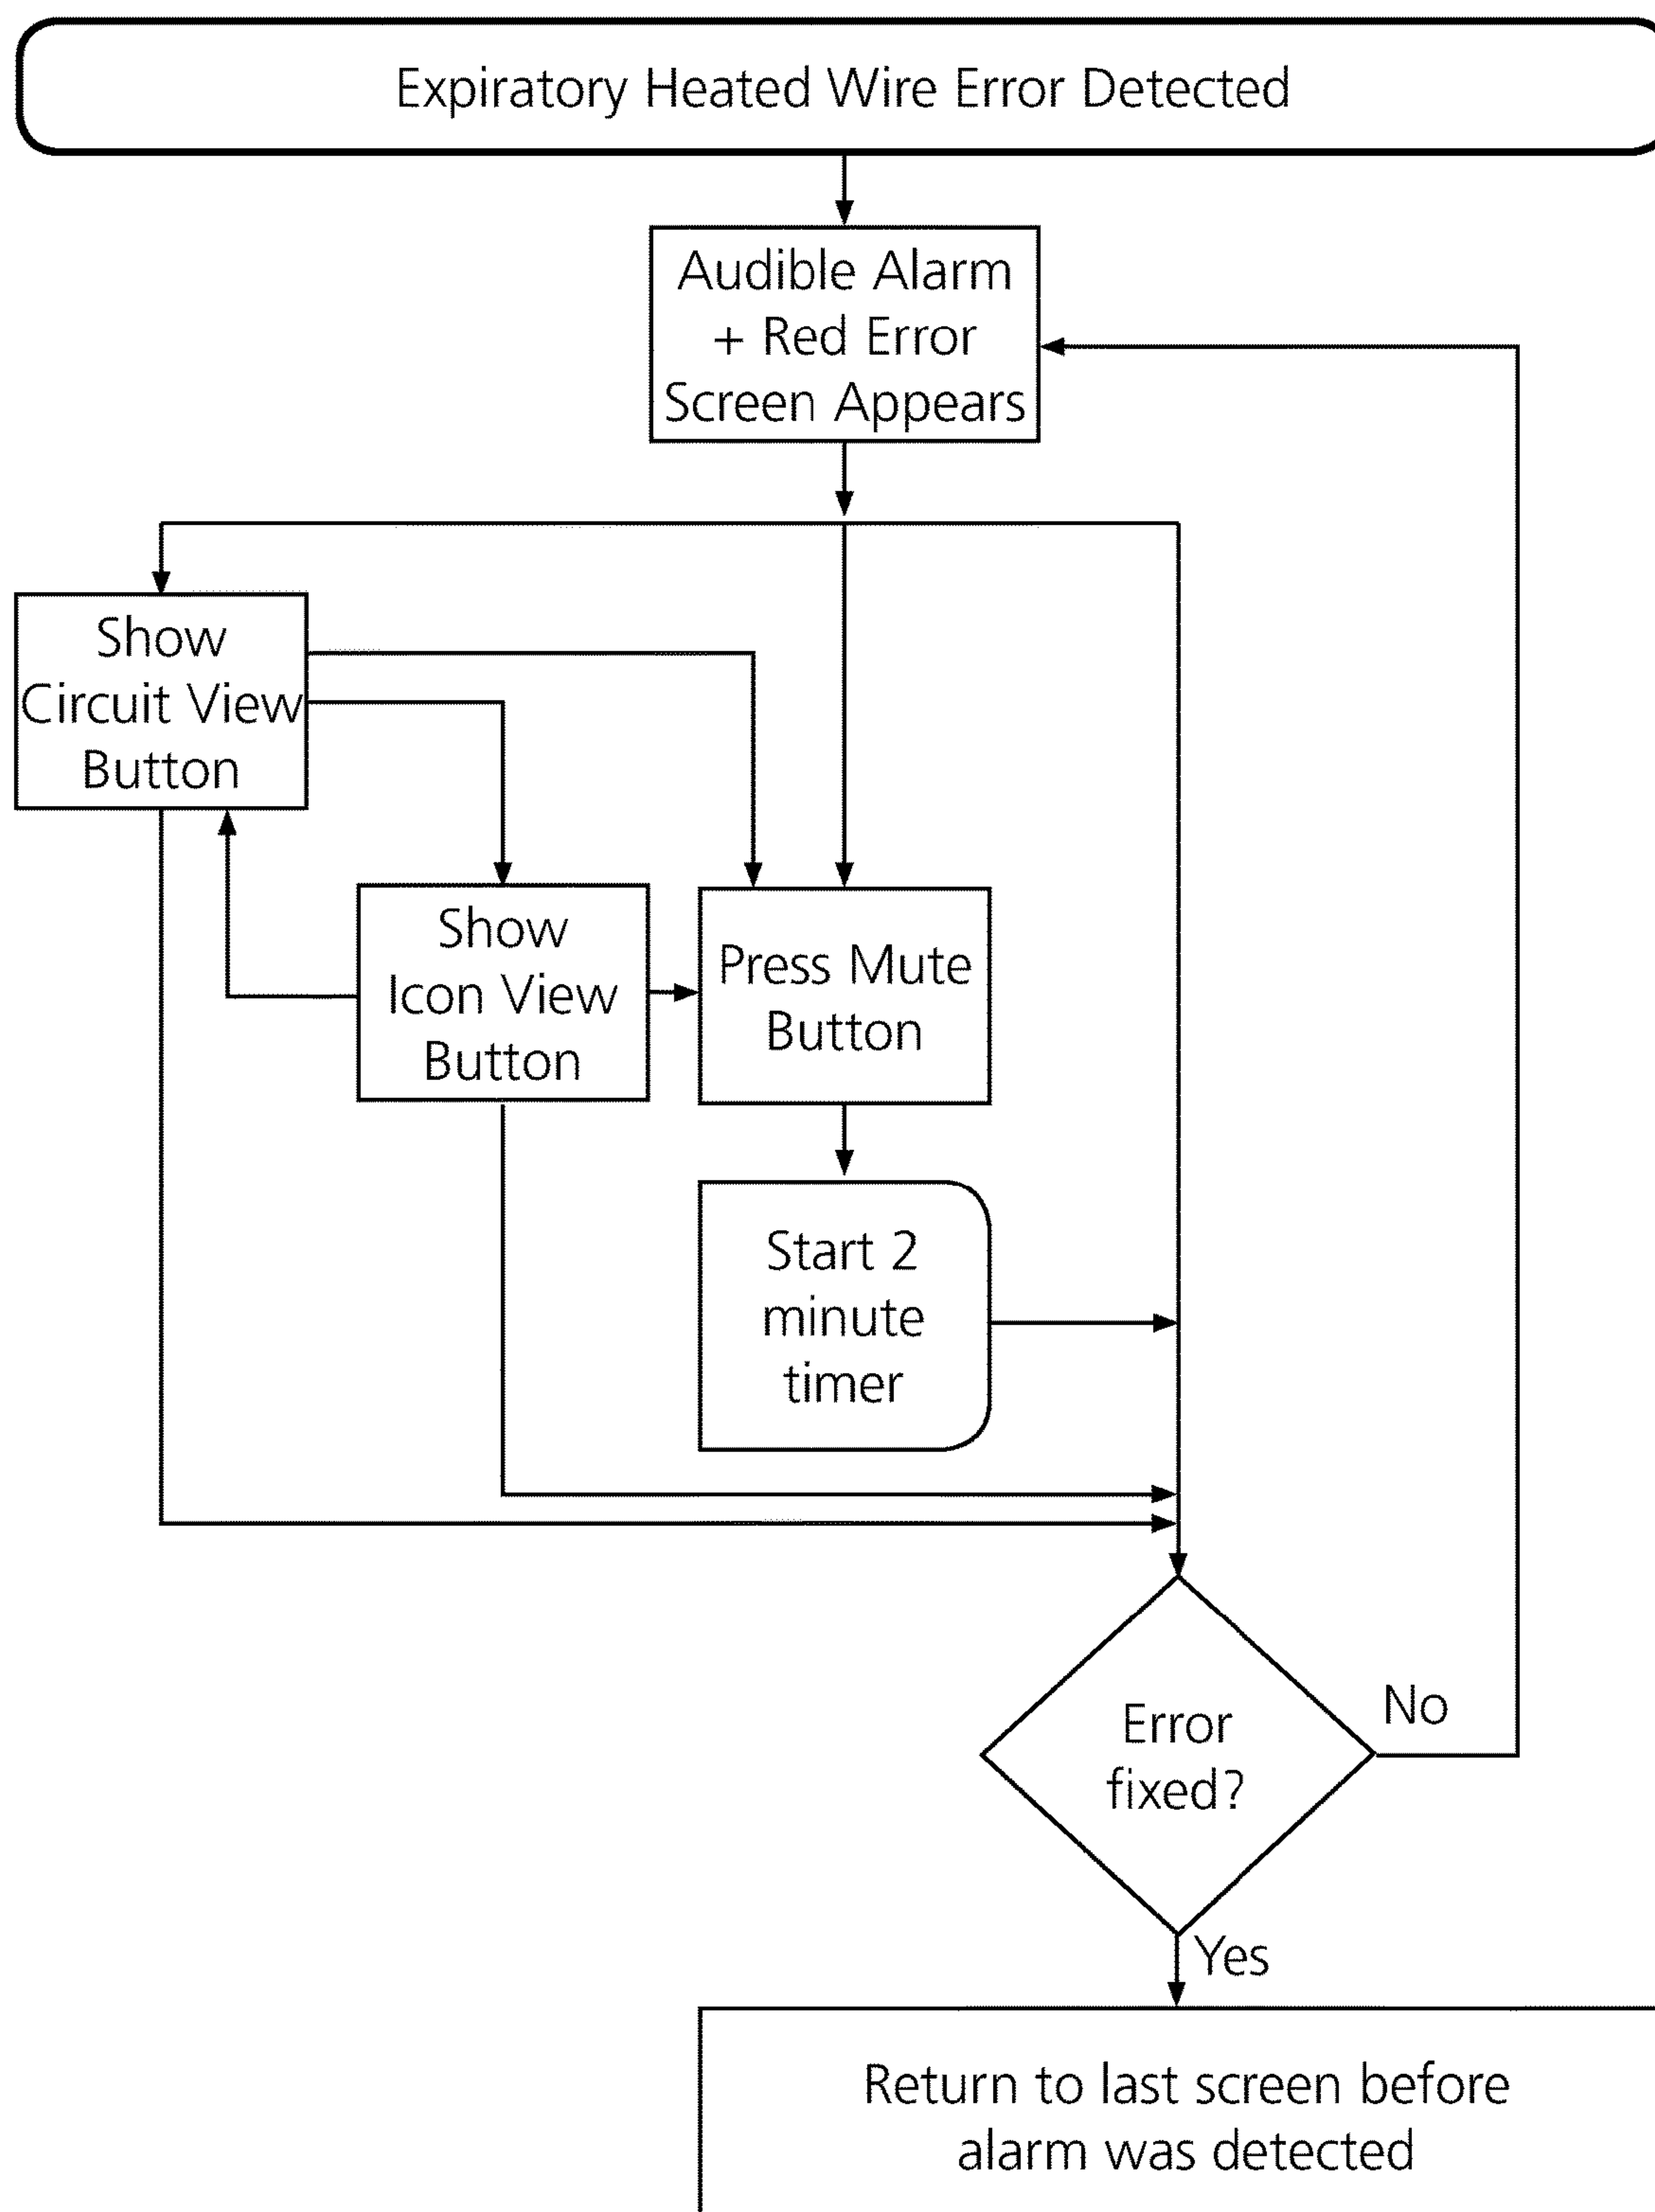 Expiratory Heated Wire Error Detected
Audible Alarm
+ Red Error
Screen Appears
Show
Circuit View
Button
Show
Icon View
Button
Press Mute
Button
Start 2
minute
timer
Error
fixed?
No
Yes
Return to last screen before
alarm was detected